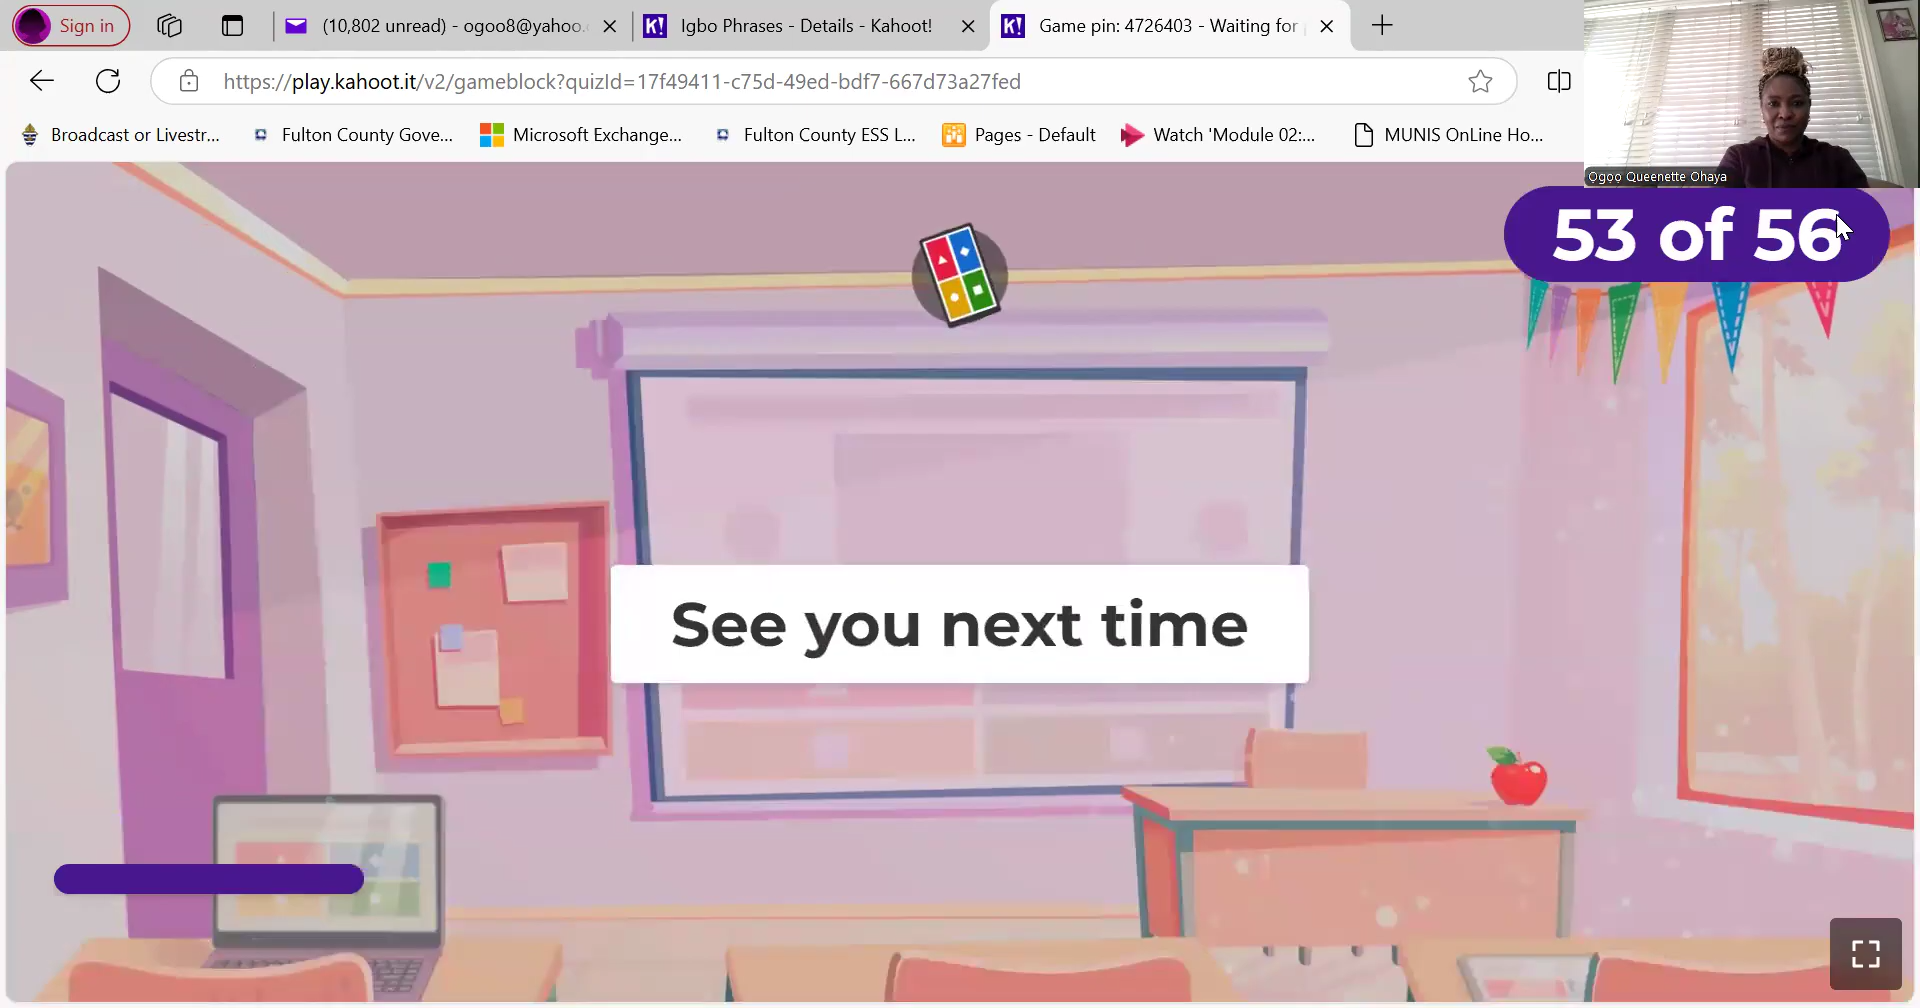 Sign in
(10,802 unread) - ogoo8@yahoo.
Igbo Phrases - Details - Kahoot!
Game pin: 4726403 - Waiting for
https://play.kahoot.it/v2/gameblock?quizId=17f49411-c75d-49ed-bdf7-667d73a27fed
Broadcast or Livestr...
Fulton County Gove...
Microsoft Exchange...
Fulton County ESS L...
Pages - Default
Watch 'Module 02:...
MUNIS OnLine Ho...
Ọgọọ Queenette Ohaya
53 of 56
See you next time